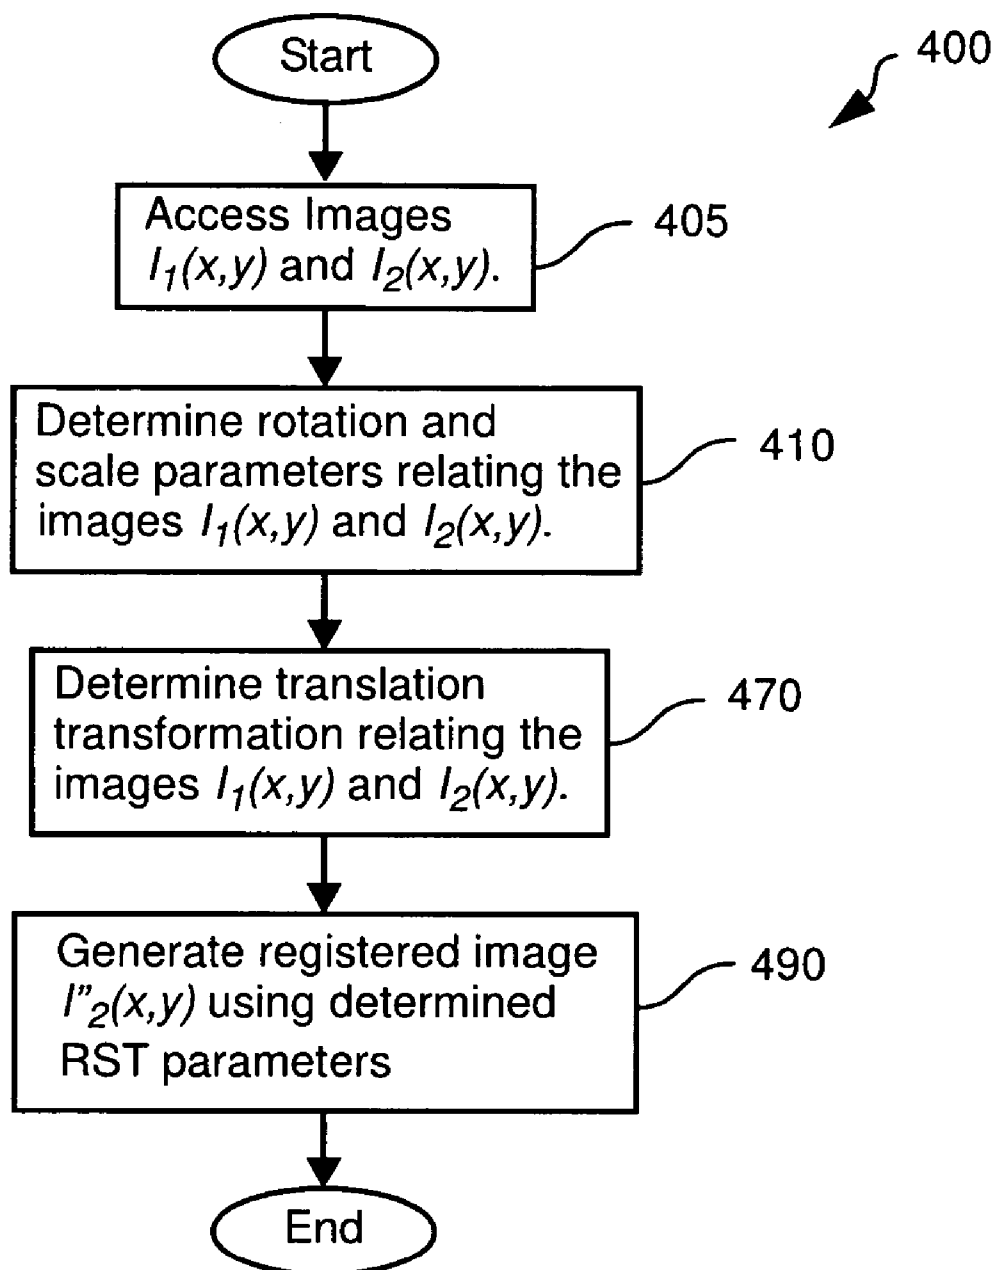 Start
400
Access Images
I1(x,y) and I2(x,y).
405
Determine rotation and
scale parameters relating the
images I1(x,y) and I2(x,y).
410
Determine translation
transformation relating the
images I1(x,y) and I2(x,y).
470
Generate registered image
I"2(x,y) using determined
RST parameters
490
End